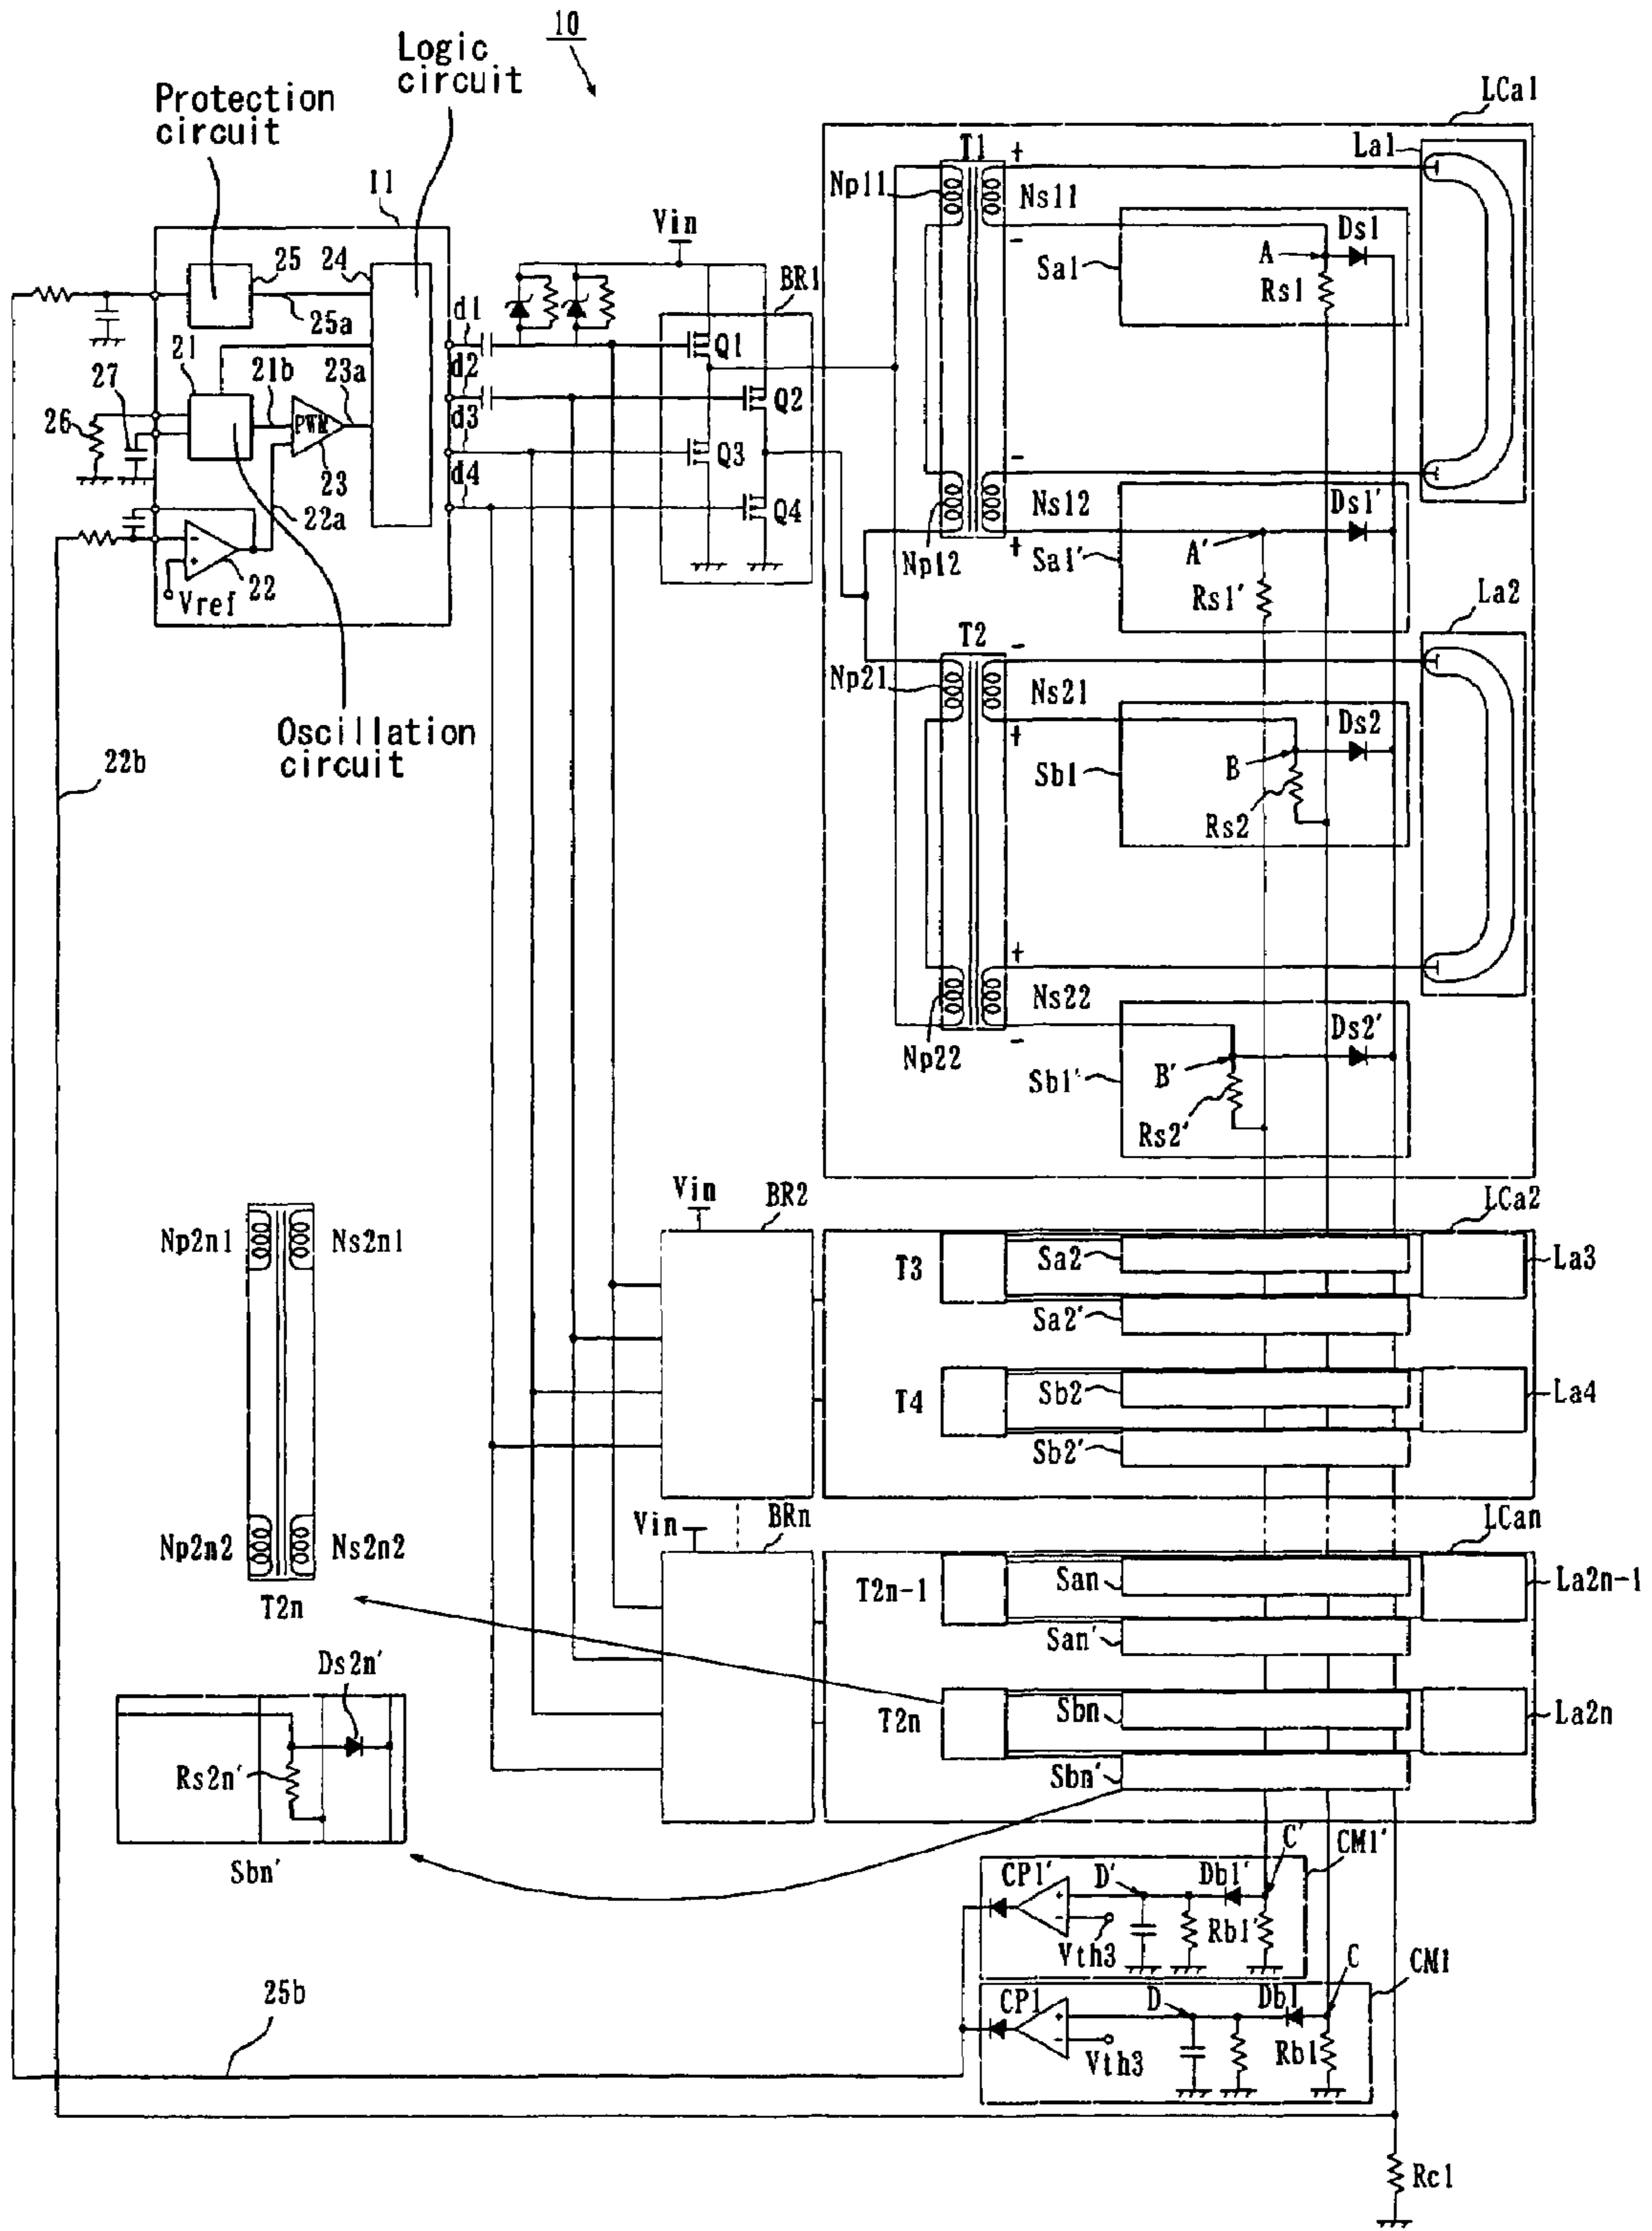 10
Logic
circuit
Protection
circuit
11
LCa1
La1
T1
+
Np11
Ns11
-
Vin
BR1
25
24
25a
d1
Q1
d2
Q2
d3
Q3
d4
Q4
21
27
21b
23a
26
PWM
23
22a
-
+
22
Vref
Sa1
A
Ds1
Rs1
-
Ns12
+
Np12
Sa1'
A'
Ds1'
Rs1'
La2
T2
-
Np21
Ns21
+
Oscillation
circuit
22b
Sb1
B
Ds2
Rs2
+
Ns22
-
Np22
Sb1'
B'
Ds2'
Rs2'
Vin
BR2
LCa2
Np2n1
Ns2n1
T3
Sa2
La3
Sa2'
T4
Sb2
La4
Sb2'
Vin
BRn
LCan
Np2n2
Ns2n2
T2n
T2n-1
San
La2n-1
San'
Ds2n'
T2n
Sbn
La2n
Rs2n'
Sbn'
Sbn'
C'
CM1'
CP1'
D'
Db1'
+
-
Rb1'
Vth3
C
CM1
25b
CP1
D
Db1
+
-
Rb1
Vth3
Rc1